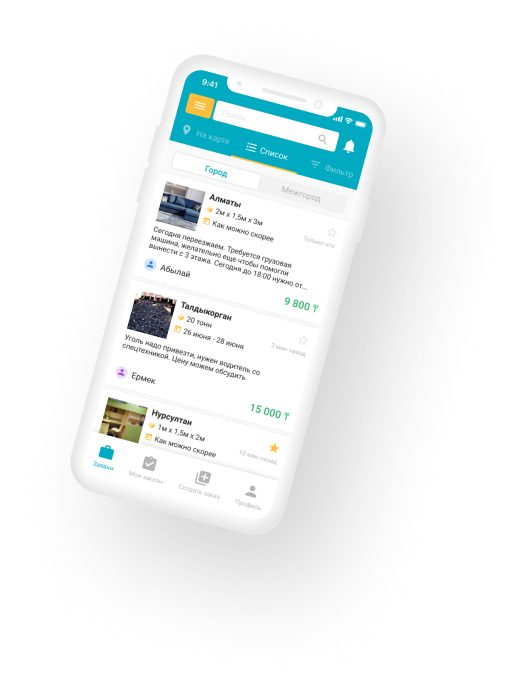 9:41
Поиск...
На карте
Список
Фильтр
Город
Межгород
Алматы
2м x 1,5м x 3м
Как можно скорее
Только что
Сегодня переезжаем. Требуется грузовая
машина, желательно еще чтобы помогли
вынести с 3 этажа. Сегодня до 18:00 нужно от...
Абылай
9 800 ₸
Талдыкорган
20 тонн
26 июня - 28 июня
2 мин назад
Уголь надо привезти, нужен водитель со
спецтехникой. Цену можем обсудить
Ермек
15 000 ₸
Нурсултан
1м x 1,5м x 2м
Как можно скорее
10 мин назад
Заявки
Мои заказы
Создать заказ
Профиль